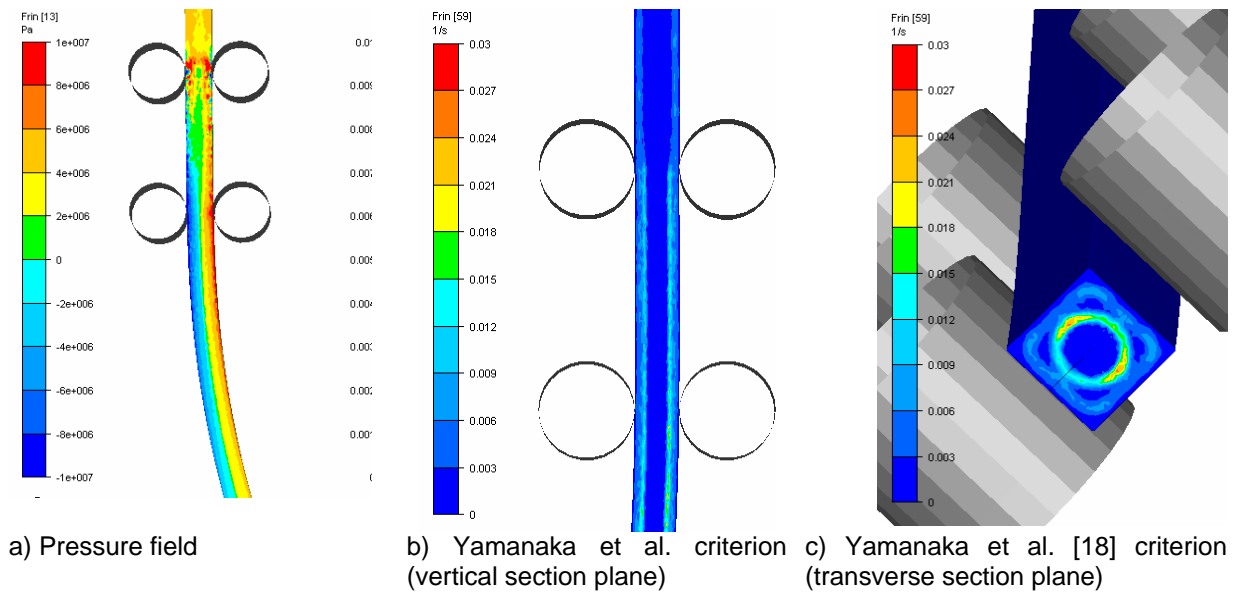 Frin [13]
Pa
1e+007
8e+006
6e+006
4e+006
2e+006
0
-2e+006
-4e+006
-6e+006
-8e+006
-1e+007
0.01
0.009
0.008
0.007
0.006
0.005
0.004
0.003
0.002
0.001
Frin [59]
1/s
0.03
0.027
0.024
0.021
0.018
0.015
0.012
0.009
0.006
0.003
0
Frin [59]
1/s
0.03
0.027
0.024
0.021
0.018
0.015
0.012
0.009
0.006
0.003
0
a) Pressure field
b) Yamanaka et al. criterion
(vertical section plane)
c) Yamanaka et al. [18] criterion
(transverse section plane)